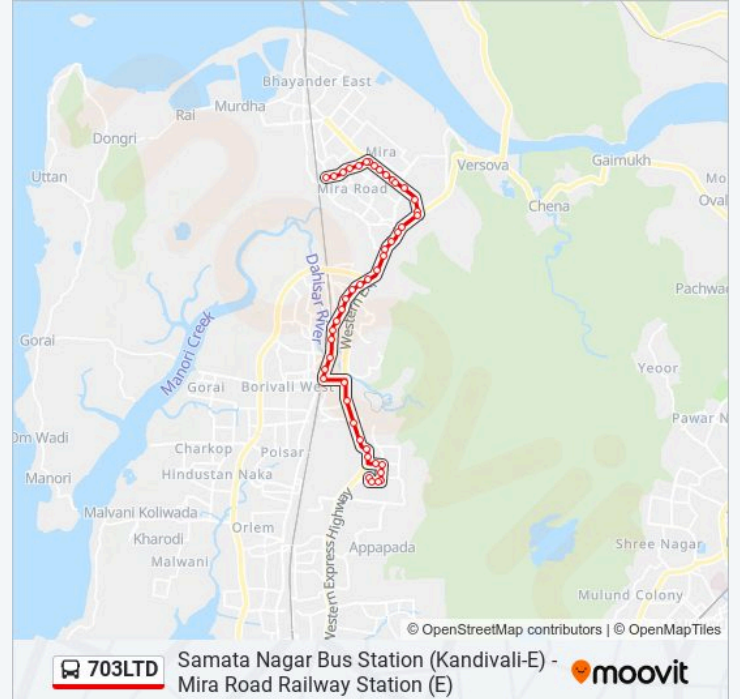 Bhayander East
Rai
Murdha
Dongri
Mira
Versova
Gaimukh
Uttan
Mira Road
Mo
Chena
Oval
Dahisar River
Western Ex
Pachwa
Manori Creek
Gorai
Yeoor
Gorai
Borivali West
Pawar N
Om Wadi
Charkop
Poisar
Hindustan Naka
Manori
Malvani Koliwada
Orlem
Western Express Highway
Kharodi
Appapada
Shree Nagar
Malwani
Mulund Colony
© OpenStreetMap contributors | © OpenMapTiles
703LTD
Samata Nagar Bus Station (Kandivali-E) -
Mira Road Railway Station (E)
moovit